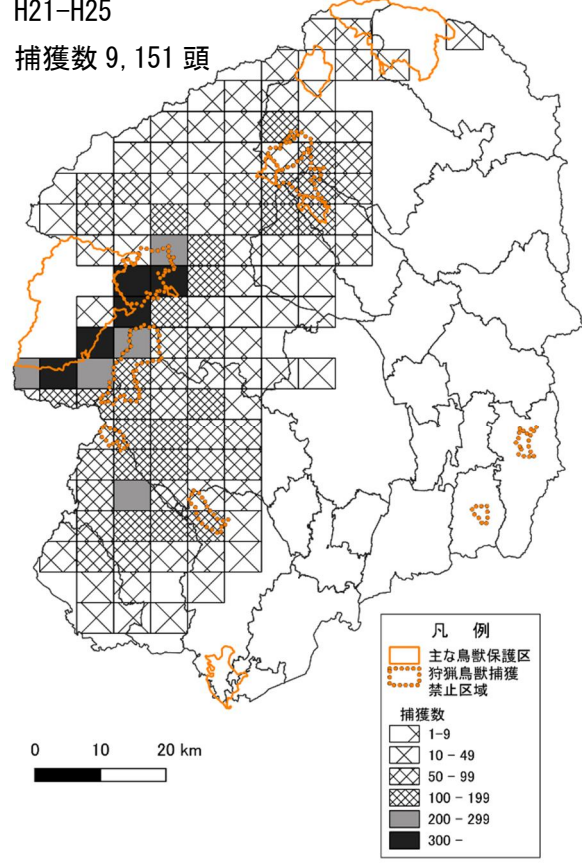 H21-H25
捕獲数 9,151 頭
0 10 20 km
凡 例
主な鳥獣保護区
狩猟鳥獣捕獲
禁止区域
捕獲数
1-9
10 - 49
50 - 99
100 - 199
200 - 299
300 -